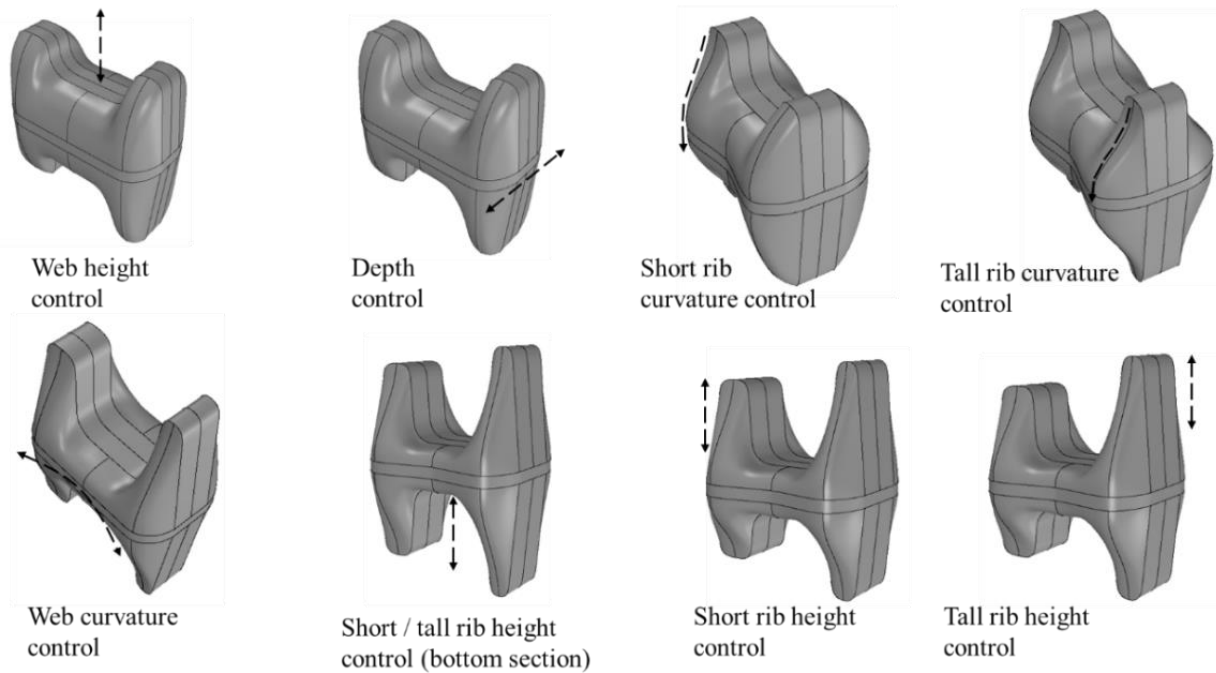 Web height
control
Depth
control
Short rib
curvature control
Tall rib curvature
control
Web curvature
control
Short / tall rib height
control (bottom section)
Short rib height
control
Tall rib height
control